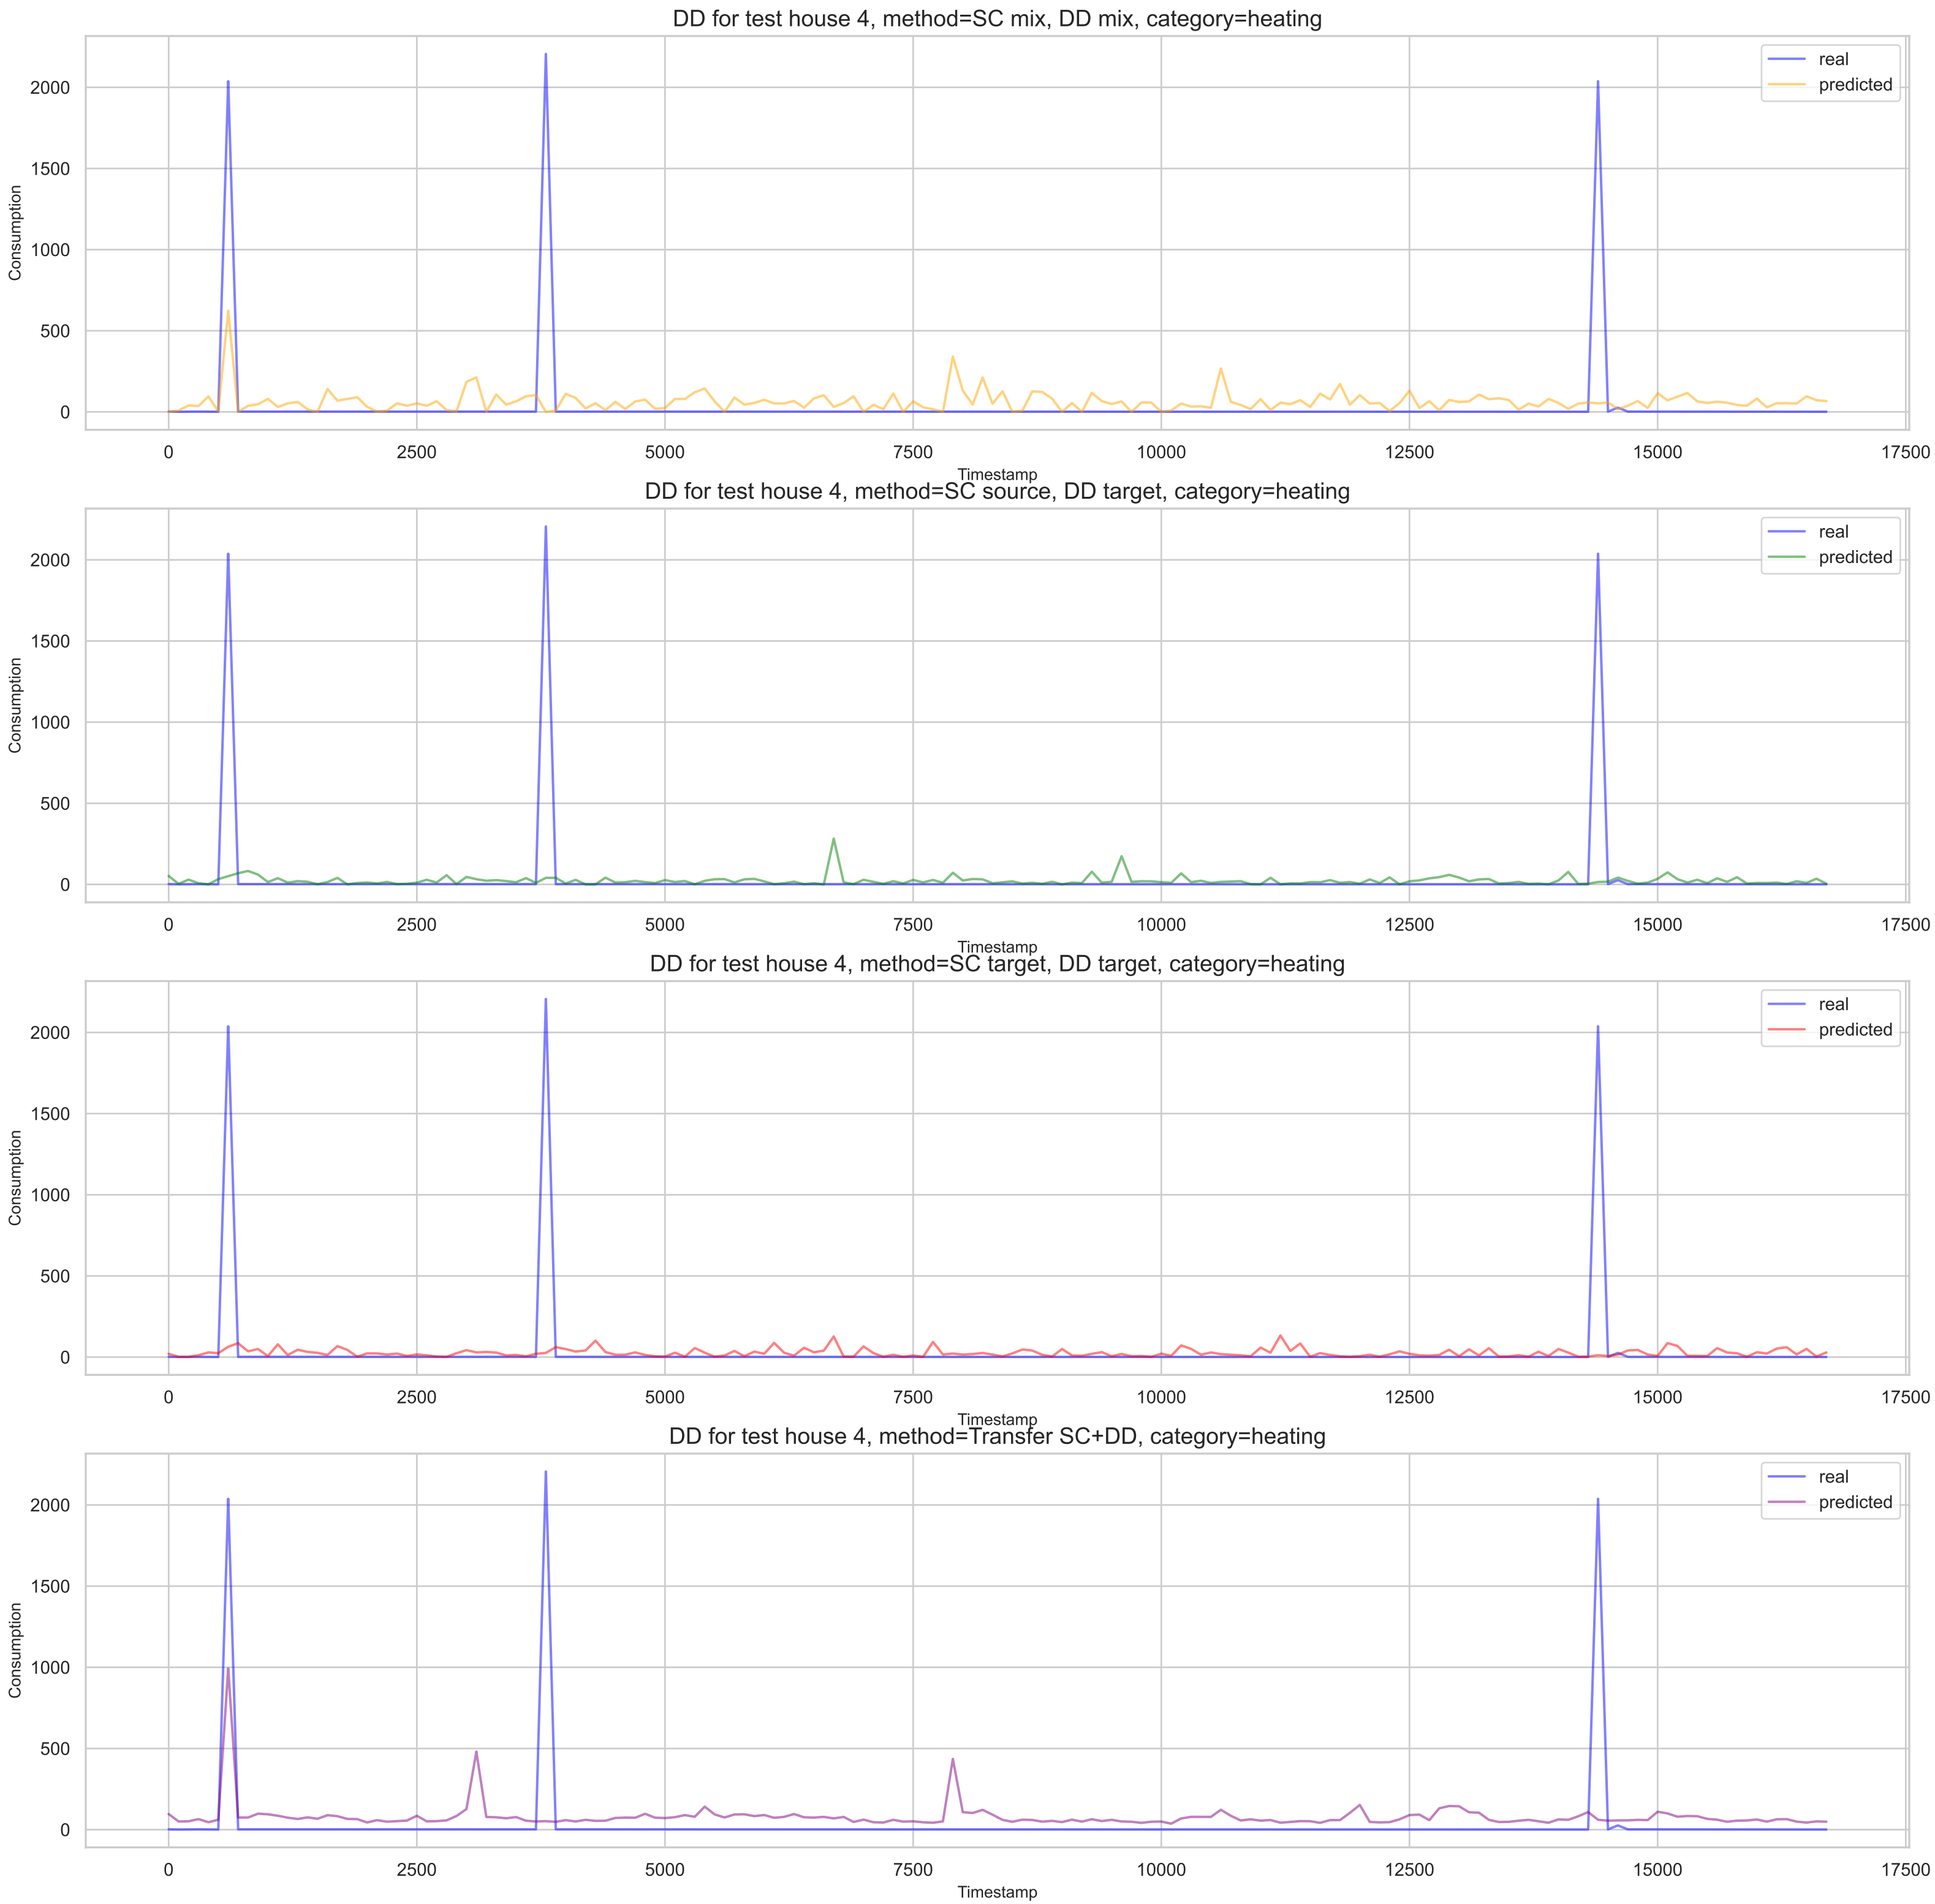 DD for test house 4, method=SC mix, DD mix, category=heating
real
predicted
2000
1500
1000
500
0
Consumption
0 2500 5000 7500 10000 12500 15000 17500
Timestamp
DD for test house 4, method=SC source, DD target, category=heating
real
predicted
2000
1500
1000
500
0
Consumption
0 2500 5000 7500 10000 12500 15000 17500
Timestamp
DD for test house 4, method=SC target, DD target, category=heating
real
predicted
2000
1500
1000
500
0
Consumption
0 2500 5000 7500 10000 12500 15000 17500
Timestamp
DD for test house 4, method=Transfer SC+DD, category=heating
real
predicted
2000
1500
1000
500
0
Consumption
0 2500 5000 7500 10000 12500 15000 17500
Timestamp